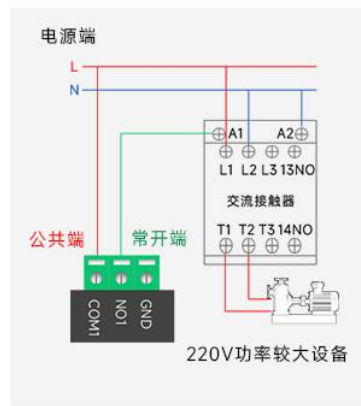 电源端
L
N
A1 A2
L1 L2 L3 13NO
交流接触器
T1 T2 T3 14NO
公共端 常开端
COM1 NO1 GND
220V功率较大设备